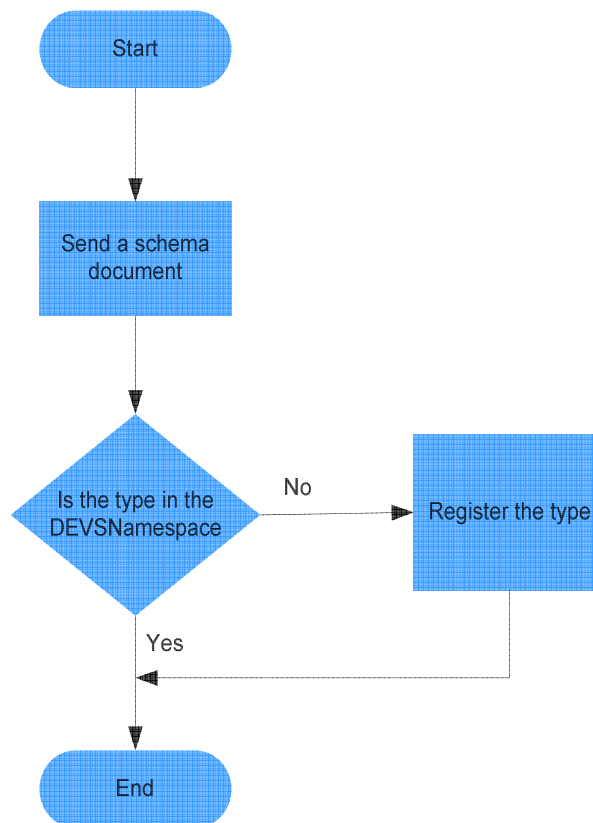 Start
Send a schema
document
Is the type in the
DEVSNamespace
No
Register the type
Yes
End